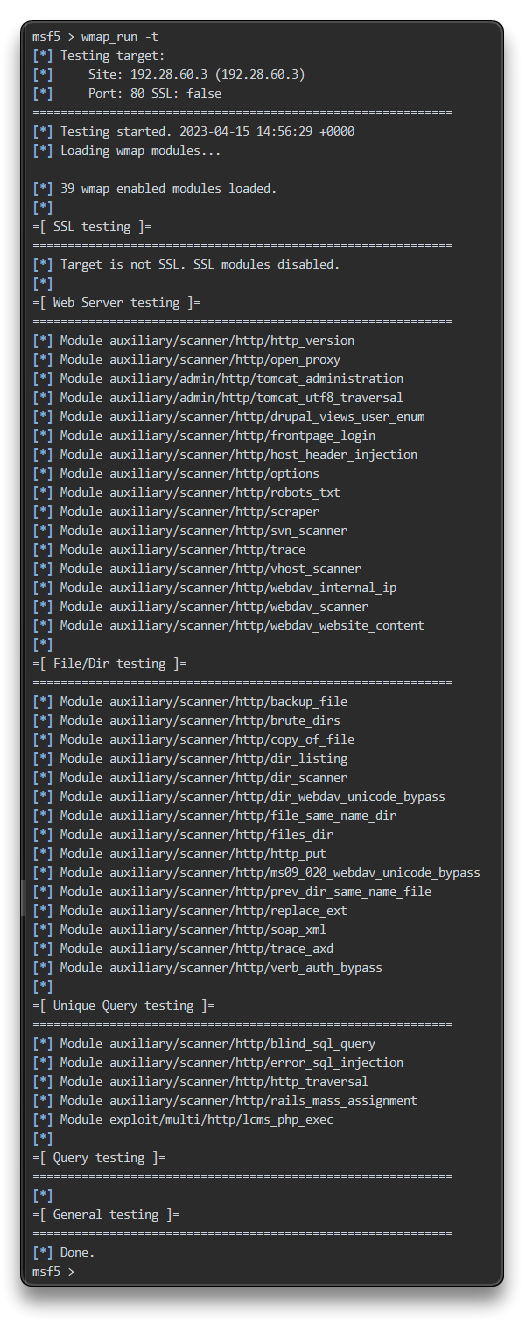 msf5 > wmap_run -t
[*] Testing target:
[*]     Site: 192.28.60.3 (192.28.60.3)
[*]     Port: 80 SSL: false
============================================================
[*] Testing started. 2023-04-15 14:56:29 +0000
[*] Loading wmap modules...
[*] 39 wmap enabled modules loaded.
[*]
=[ SSL testing ]=
============================================================
[*] Target is not SSL. SSL modules disabled.
[*]
=[ Web Server testing ]=
============================================================
[*] Module auxiliary/scanner/http/http_version
[*] Module auxiliary/scanner/http/open_proxy
[*] Module auxiliary/admin/http/tomcat_administration
[*] Module auxiliary/admin/http/tomcat_utf8_traversal
[*] Module auxiliary/scanner/http/drupal_views_user_enum
[*] Module auxiliary/scanner/http/frontpage_login
[*] Module auxiliary/scanner/http/host_header_injection
[*] Module auxiliary/scanner/http/options
[*] Module auxiliary/scanner/http/robots_txt
[*] Module auxiliary/scanner/http/scraper
[*] Module auxiliary/scanner/http/svn_scanner
[*] Module auxiliary/scanner/http/trace
[*] Module auxiliary/scanner/http/vhost_scanner
[*] Module auxiliary/scanner/http/webdav_internal_ip
[*] Module auxiliary/scanner/http/webdav_scanner
[*] Module auxiliary/scanner/http/webdav_website_content
[*]
=[ File/Dir testing ]=
============================================================
[*] Module auxiliary/scanner/http/backup_file
[*] Module auxiliary/scanner/http/brute_dirs
[*] Module auxiliary/scanner/http/copy_of_file
[*] Module auxiliary/scanner/http/dir_listing
[*] Module auxiliary/scanner/http/dir_scanner
[*] Module auxiliary/scanner/http/dir_webdav_unicode_bypass
[*] Module auxiliary/scanner/http/file_same_name_dir
[*] Module auxiliary/scanner/http/files_dir
[*] Module auxiliary/scanner/http/http_put
[*] Module auxiliary/scanner/http/ms09_020_webdav_unicode_bypass
[*] Module auxiliary/scanner/http/prev_dir_same_name_file
[*] Module auxiliary/scanner/http/replace_ext
[*] Module auxiliary/scanner/http/soap_xml
[*] Module auxiliary/scanner/http/trace_axd
[*] Module auxiliary/scanner/http/verb_auth_bypass
[*]
=[ Unique Query testing ]=
============================================================
[*] Module auxiliary/scanner/http/blind_sql_query
[*] Module auxiliary/scanner/http/error_sql_injection
[*] Module auxiliary/scanner/http/http_traversal
[*] Module auxiliary/scanner/http/rails_mass_assignment
[*] Module exploit/multi/http/lcms_php_exec
[*]
=[ Query testing ]=
============================================================
[*]
=[ General testing ]=
============================================================
[*] Done.
msf5 >